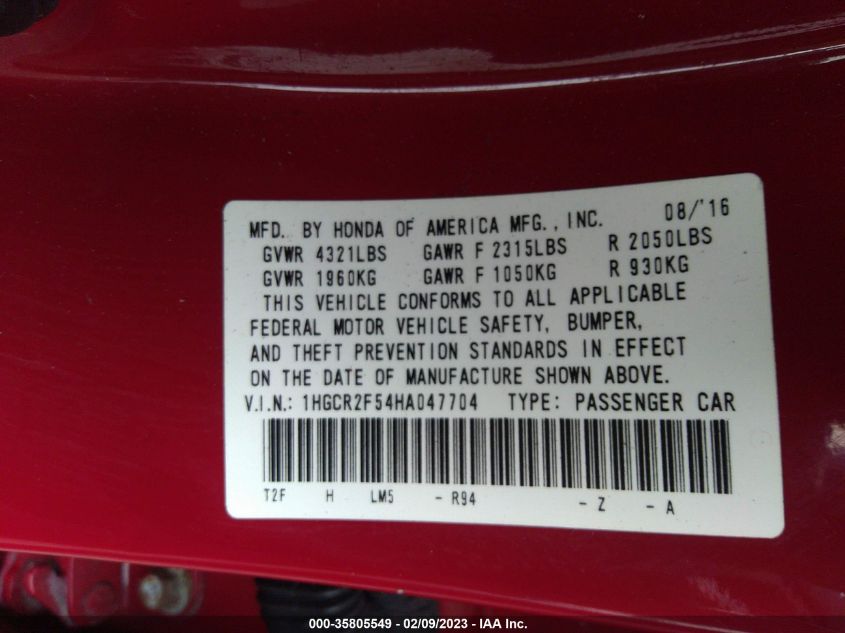 MFD. BY HONDA OF AMERICA MFG., INC. 08/'16
GVWR 4321LBS GAWR F 2315LBS R 2050LBS
GVWR 1960KG GAWR F 1050KG R 930KG
THIS VEHICLE CONFORMS TO ALL APPLICABLE
FEDERAL MOTOR VEHICLE SAFETY, BUMPER,
AND THEFT PREVENTION STANDARDS IN EFFECT
ON THE DATE OF MANUFACTURE SHOWN ABOVE.
V.I.N.: 1HGCR2F54HA047704 TYPE: PASSENGER CAR
T2F H LM5 - R94 - Z - A
000-35805549 - 02/09/2023 - IAA Inc.